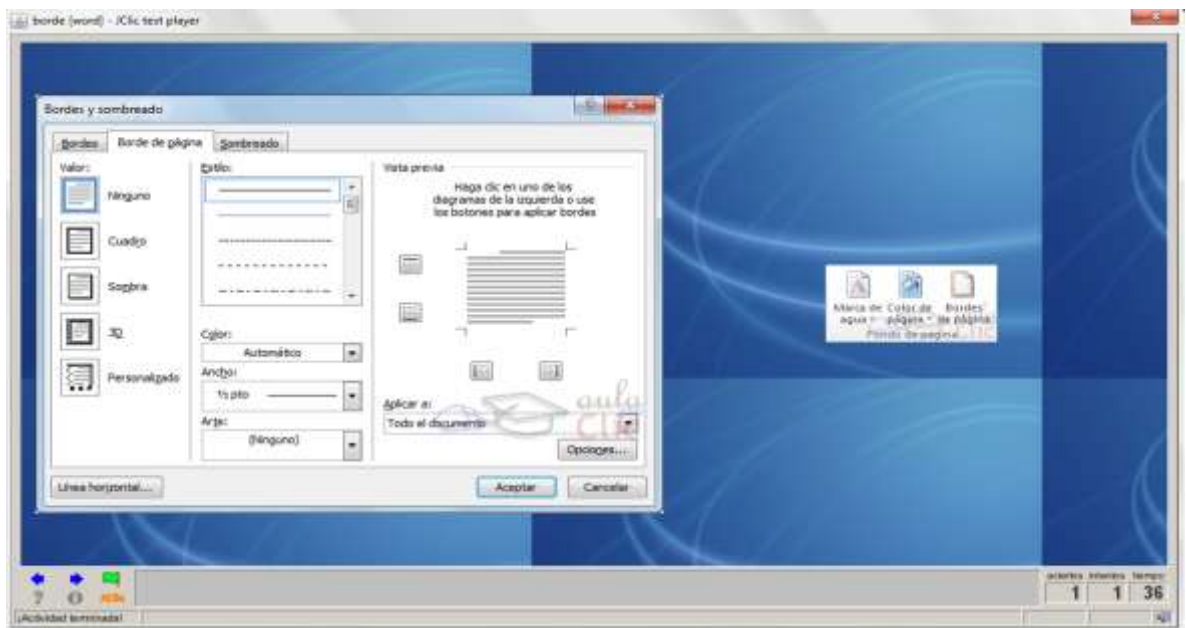 borde (word) - JClic test player
Bordes y sombreado
Bordes Borde de página Sombreado
Valor:
Ninguno
Cuadro
Sombra
3D
Personalizado
Estilo:
Color:
Automático
Ancho:
½ pto
Arte:
(Ninguno)
Vista previa
Haga clic en uno de los
diagramas de la izquierda o use
los botones para aplicar bordes
Aplicar a:
Todo el documento
aula
CLIC
Opciones...
Línea horizontal...
Aceptar Cancelar
Marca de agua Color de página Bordes de página
Fondo de página
aciertos intentos tiempo
1 1 36
¡Actividad terminada!